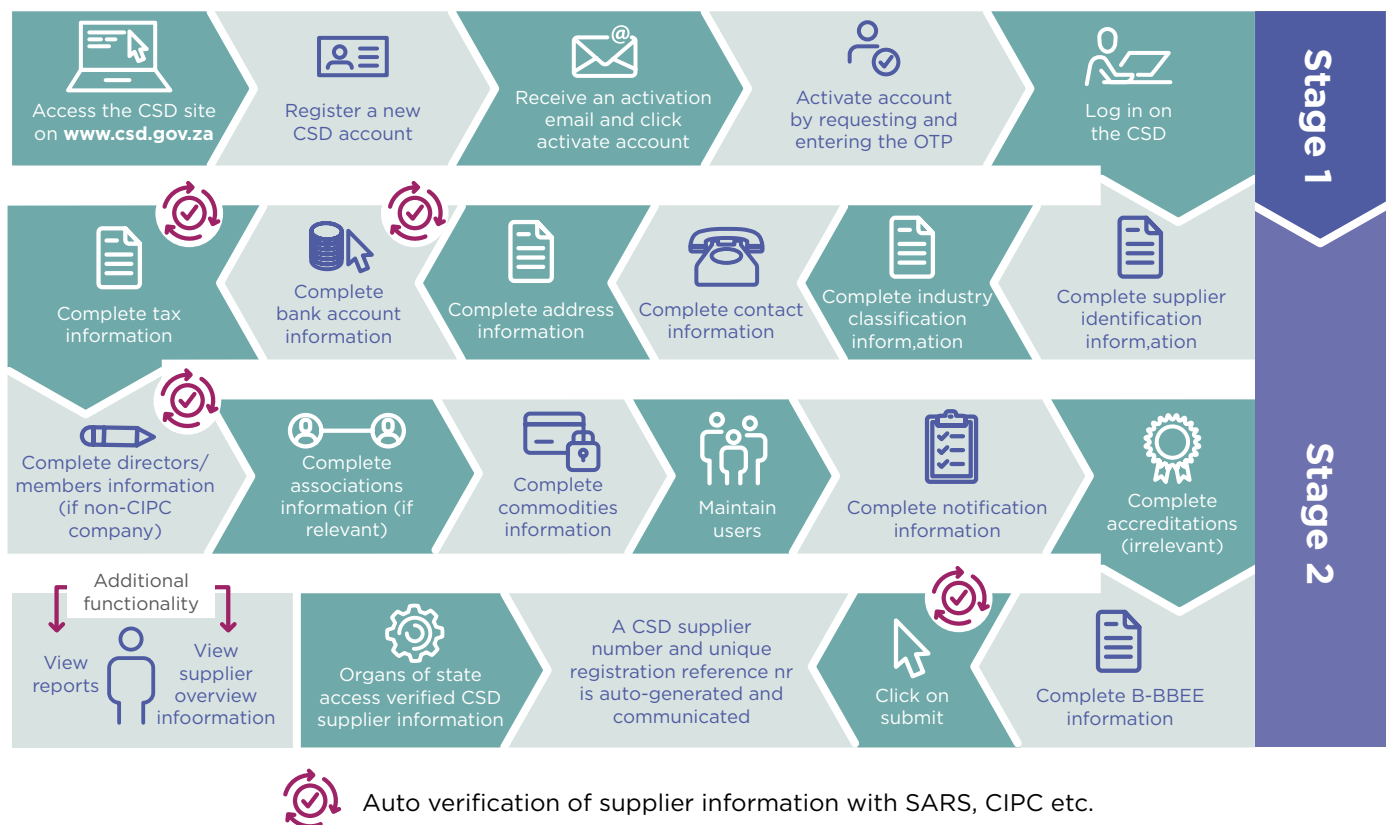 Access the CSD site
on www.csd.gov.za
Register a new
CSD account
Receive an activation
email and click
activate account
Activate account
by requesting and
entering the OTP
Log in on
the CSD
Stage 1
Complete supplier
identification
inform,ation
Complete industry
classification
inform,ation
Complete contact
information
Complete address
information
Complete
bank account
information
Complete tax
information
Complete directors/
members information
(if non-CIPC
company)
Complete
associations
information (if
relevant)
Complete
commodities
information
Maintain
users
Complete notification
information
Complete
accreditations
(irrelevant)
Stage 2
Complete B-BBEE
information
Click on
submit
A CSD supplier
number and unique
registration reference nr
is auto-generated and
communicated
Organs of state
access verified CSD
supplier information
Additional
functionality
View
reports
View
supplier
overview
infoormation
Auto verification of supplier information with SARS, CIPC etc.